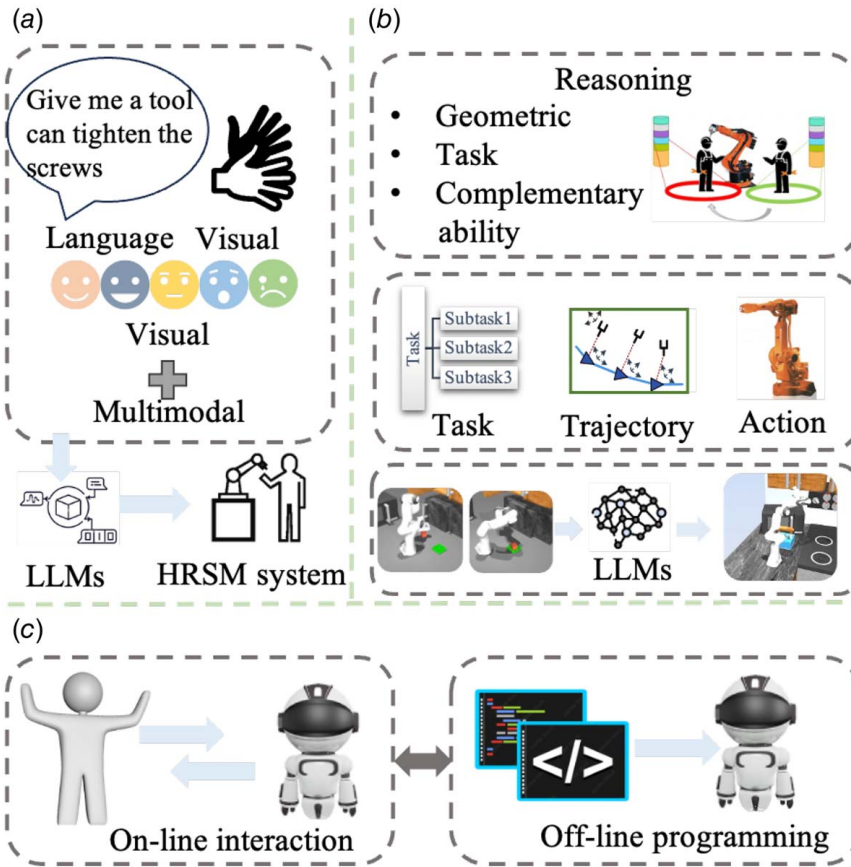 (a)
Give me a tool
can tighten the
screws
Language Visual
Visual
Multimodal
LLMs
HRSM system
(b)
Reasoning
• Geometric
• Task
• Complementary
ability
Task
Subtask1
Subtask2
Subtask3
Task
Trajectory
Action
LLMs
(c)
On-line interaction
</>
Off-line programming